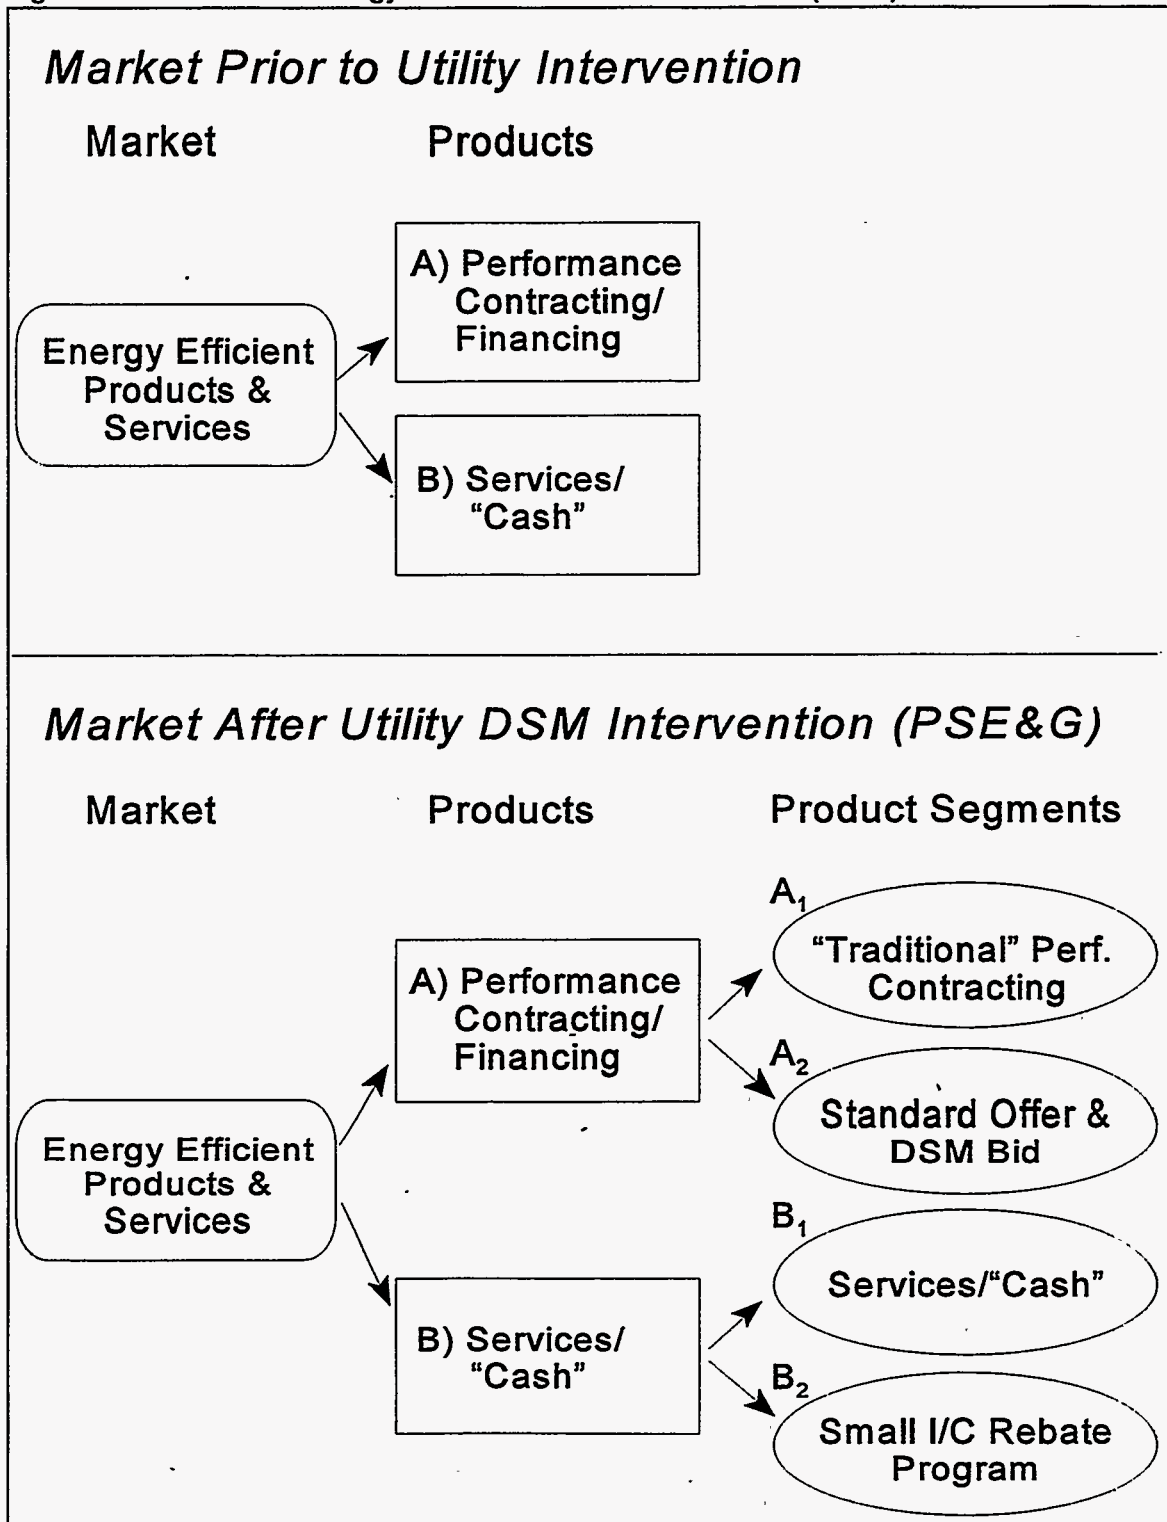 Market Prior to Utility Intervention
Market Products
A) Performance
Contracting/
Financing
Energy Efficient
Products &
Services
B) Services/
“Cash”
Market After Utility DSM Intervention (PSE&G)
Market Products Product Segments
A₁
“Traditional” Perf.
Contracting
A) Performance
Contracting/
Financing
A₂
Standard Offer &
DSM Bid
Energy Efficient
Products &
Services
B₁
Services/“Cash”
B) Services/
“Cash”
B₂
Small I/C Rebate
Program